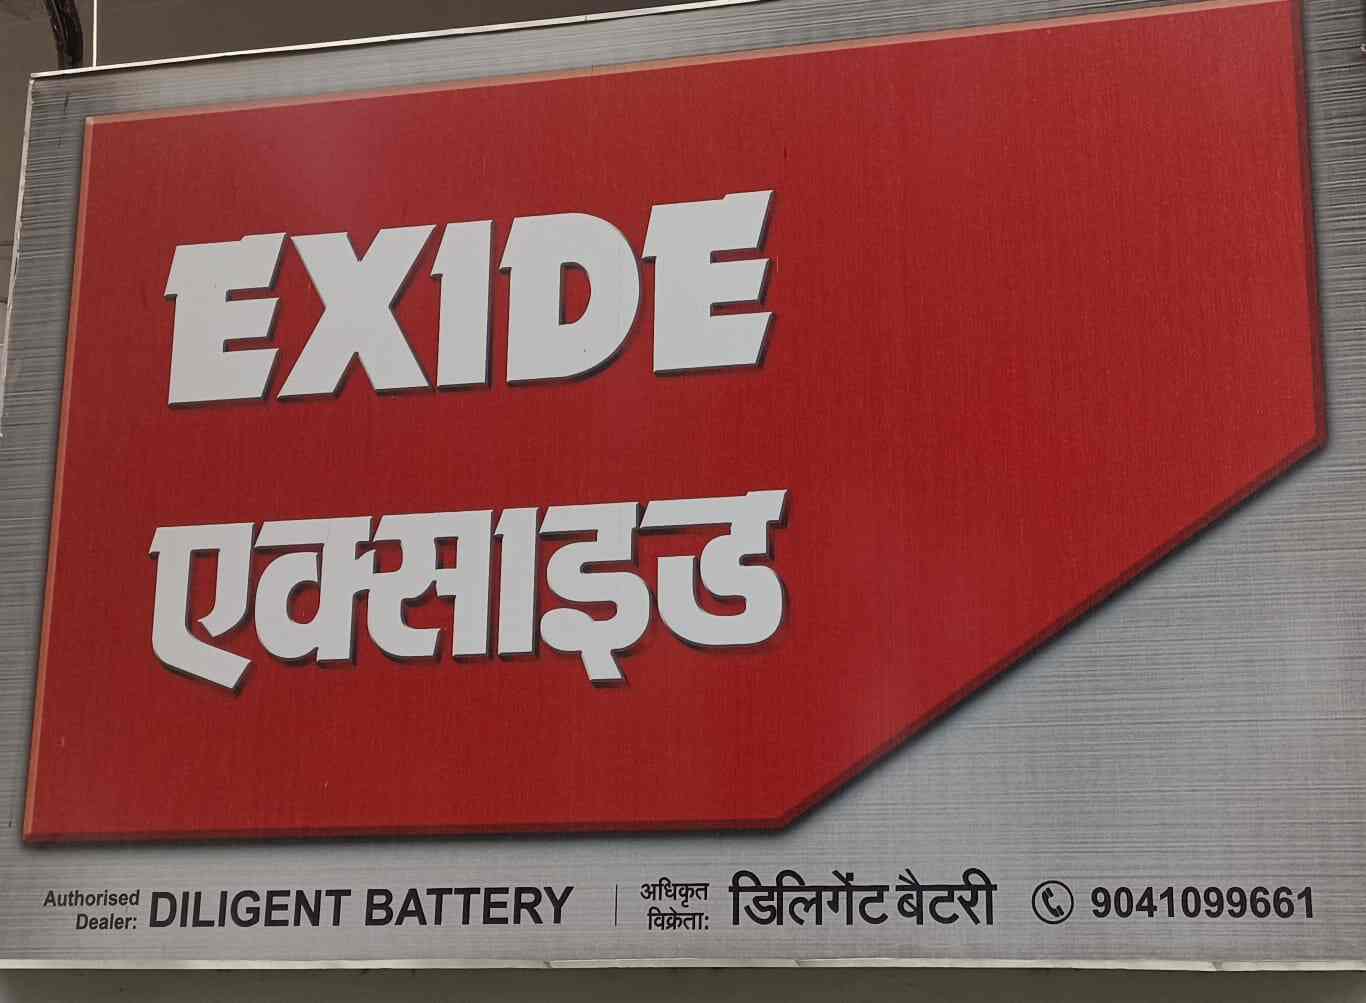 EXIDE
एक्साइड
Authorised
Dealer: DILIGENT BATTERY
अधिकृत
विक्रेता: डिलिगेंट बैटरी 9041099661